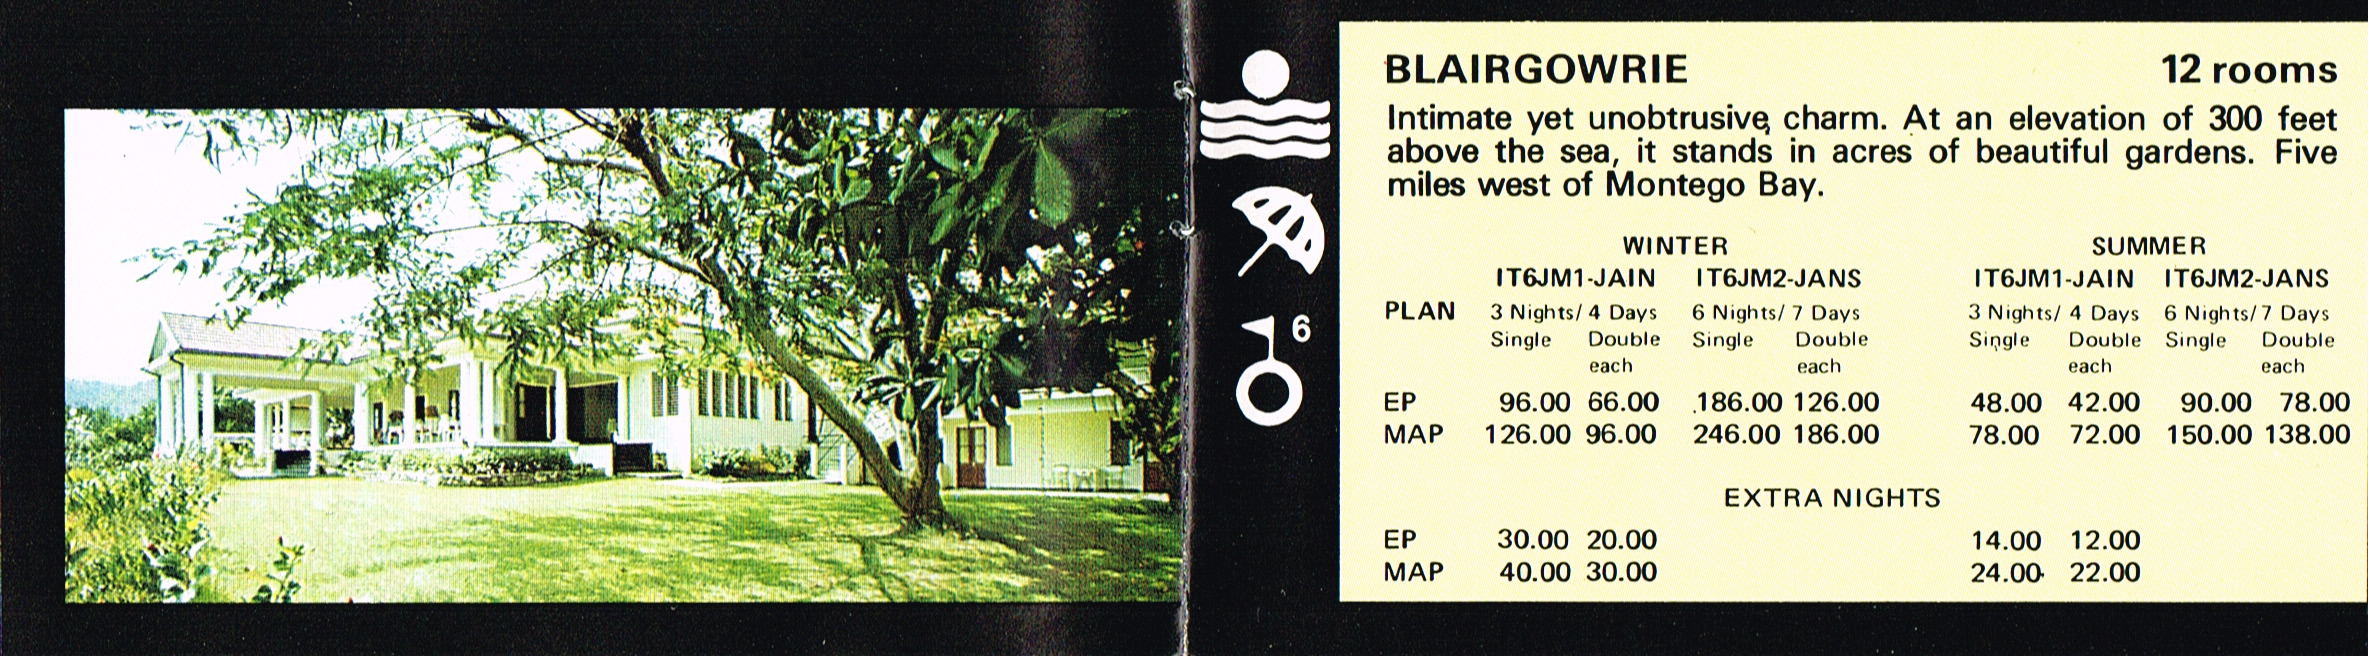 6
BLAIRGOWRIE 12 rooms
Intimate yet unobtrusive, charm. At an elevation of 300 feet
above the sea, it stands in acres of beautiful gardens. Five
miles west of Montego Bay.
WINTER SUMMER
IT6JM1-JAIN IT6JM2-JANS IT6JM1-JAIN IT6JM2-JANS
PLAN 3 Nights/ 4 Days 6 Nights/ 7 Days 3 Nights/ 4 Days 6 Nights/ 7 Days
Single Double Single Double Single Double Single Double
each each each each
EP 96.00 66.00 186.00 126.00 48.00 42.00 90.00 78.00
MAP 126.00 96.00 246.00 186.00 78.00 72.00 150.00 138.00
EXTRA NIGHTS
EP 30.00 20.00 14.00 12.00
MAP 40.00 30.00 24.00 22.00